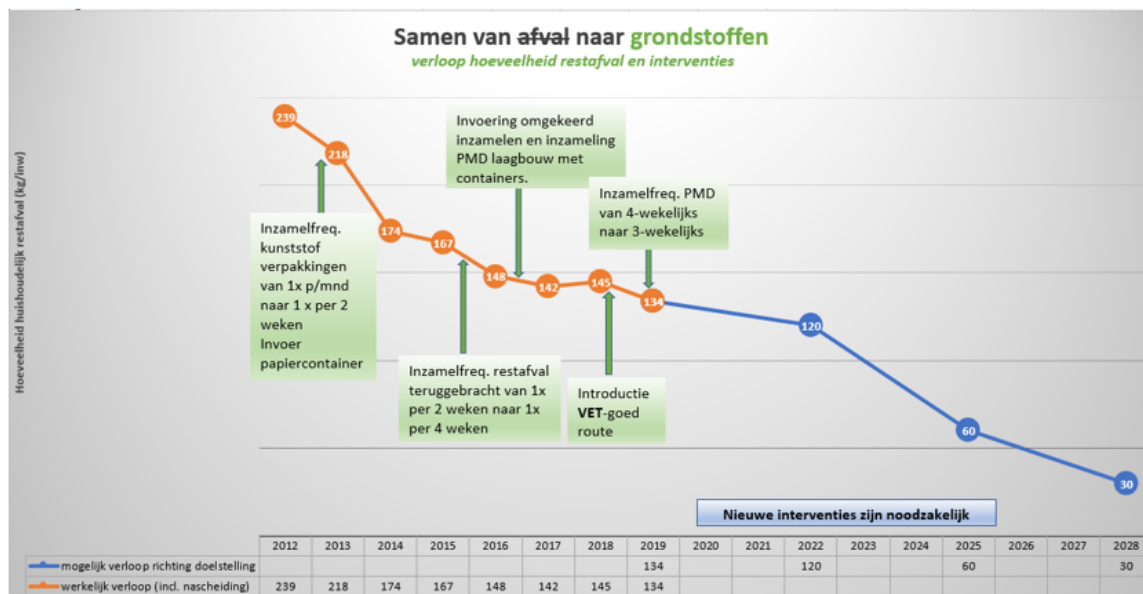 Samen van afval naar grondstoffen
verloop hoeveelheid restafval en interventies
Hoeveelheid huishoudelijk restafval (kg/inw)
239
218
174
167
148
142
145
134
120
60
30
Inzamelfreq.
kunststof
verpakkingen
van 1x p/mnd
naar 1 x per 2
weken
Invoer
papiercontainer
Invoering omgekeerd
inzamelen en inzameling
PMD laagbouw met
containers.
Inzamelfreq. PMD
van 4-wekelijks
naar 3-wekelijks
Inzamelfreq. restafval
teruggebracht van 1x
per 2 weken naar 1x
per 4 weken
Introductie
VET-goed
route
Nieuwe interventies zijn noodzakelijk
2012 2013 2014 2015 2016 2017 2018 2019 2020 2021 2022 2023 2024 2025 2026 2027 2028
mogelijk verloop richting doelstelling 134 120 60 30
werkelijk verloop (incl. nascheiding) 239 218 174 167 148 142 145 134